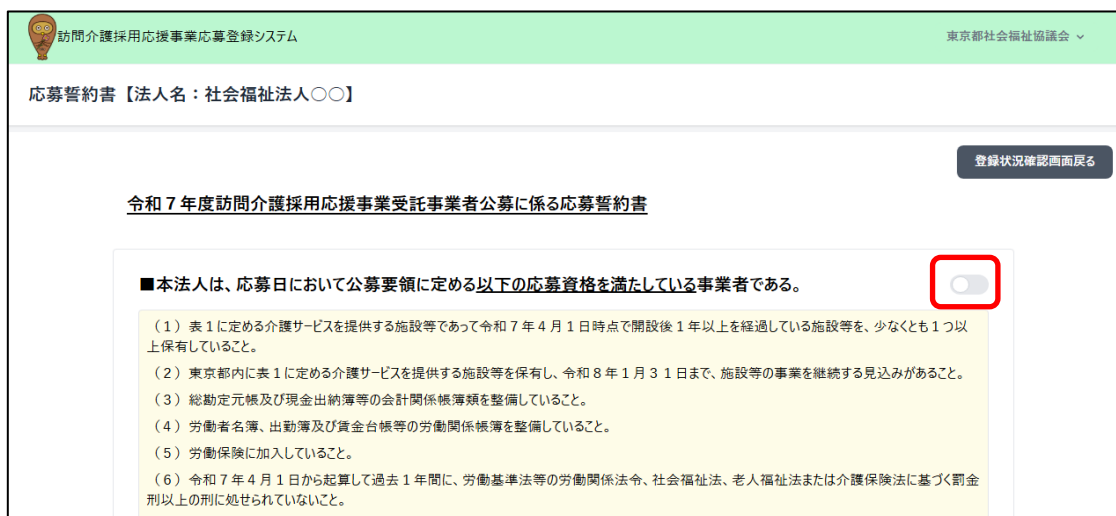 訪問介護採用応援事業応募登録システム
東京都社会福祉協議会
応募誓約書【法人名：社会福祉法人○○】
登録状況確認画面戻る
令和７年度訪問介護採用応援事業受託事業者公募に係る応募誓約書
■本法人は、応募日において公募要領に定める以下の応募資格を満たしている事業者である。
（１）表１に定める介護サービスを提供する施設等であって令和７年４月１日時点で開設後１年以上を経過している施設等を、少なくとも１つ以
上保有していること。
（２）東京都内に表１に定める介護サービスを提供する施設等を保有し、令和８年１月３１日まで、施設等の事業を継続する見込みがあること。
（３）総勘定元帳及び現金出納簿等の会計関係帳簿類を整備していること。
（４）労働者名簿、出勤簿及び賃金台帳等の労働関係帳簿を整備していること。
（５）労働保険に加入していること。
（６）令和７年４月１日から起算して過去１年間に、労働基準法等の労働関係法令、社会福祉法、老人福祉法または介護保険法に基づく罰金
刑以上の刑に処せられていないこと。